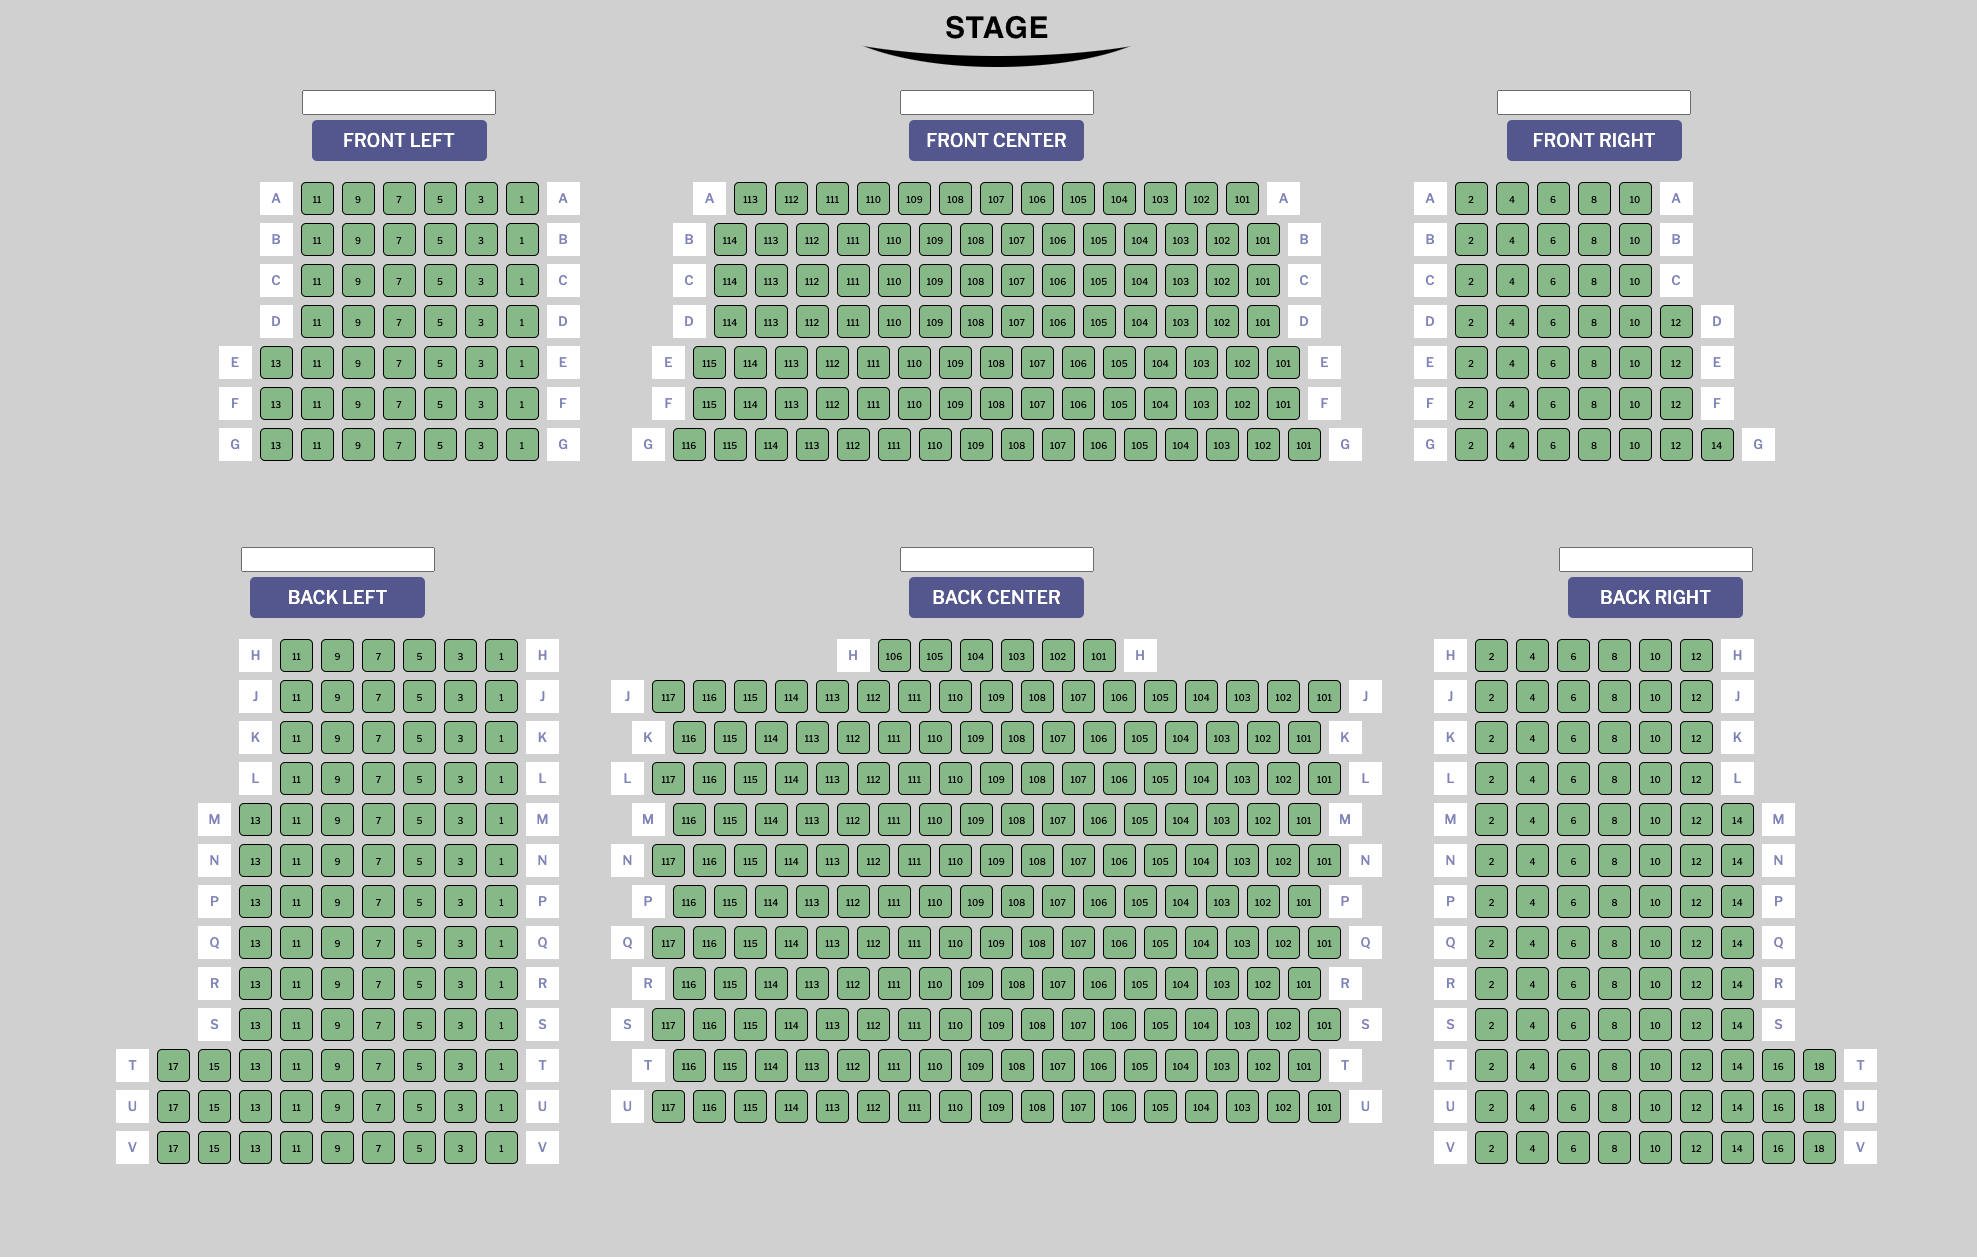 STAGE
FRONT LEFT FRONT CENTER FRONT RIGHT
A 11 9 7 5 3 1 A A 113 112 111 110 109 108 107 106 105 104 103 102 101 A A 2 4 6 8 10 A
B 11 9 7 5 3 1 B B 114 113 112 111 110 109 108 107 106 105 104 103 102 101 B B 2 4 6 8 10 B
C 11 9 7 5 3 1 C C 114 113 112 111 110 109 108 107 106 105 104 103 102 101 C C 2 4 6 8 10 C
D 11 9 7 5 3 1 D D 114 113 112 111 110 109 108 107 106 105 104 103 102 101 D D 2 4 6 8 10 12 D
E 13 11 9 7 5 3 1 E E 115 114 113 112 111 110 109 108 107 106 105 104 103 102 101 E E 2 4 6 8 10 12 E
F 13 11 9 7 5 3 1 F F 115 114 113 112 111 110 109 108 107 106 105 104 103 102 101 F F 2 4 6 8 10 12 F
G 13 11 9 7 5 3 1 G G 116 115 114 113 112 111 110 109 108 107 106 105 104 103 102 101 G G 2 4 6 8 10 12 14 G
BACK LEFT BACK CENTER BACK RIGHT
H 11 9 7 5 3 1 H H 106 105 104 103 102 101 H H 2 4 6 8 10 12 H
J 11 9 7 5 3 1 J J 117 116 115 114 113 112 111 110 109 108 107 106 105 104 103 102 101 J J 2 4 6 8 10 12 J
K 11 9 7 5 3 1 K K 116 115 114 113 112 111 110 109 108 107 106 105 104 103 102 101 K K 2 4 6 8 10 12 K
L 11 9 7 5 3 1 L L 117 116 115 114 113 112 111 110 109 108 107 106 105 104 103 102 101 L L 2 4 6 8 10 12 L
M 13 11 9 7 5 3 1 M M 116 115 114 113 112 111 110 109 108 107 106 105 104 103 102 101 M M 2 4 6 8 10 12 14 M
N 13 11 9 7 5 3 1 N N 117 116 115 114 113 112 111 110 109 108 107 106 105 104 103 102 101 N N 2 4 6 8 10 12 14 N
P 13 11 9 7 5 3 1 P P 116 115 114 113 112 111 110 109 108 107 106 105 104 103 102 101 P P 2 4 6 8 10 12 14 P
Q 13 11 9 7 5 3 1 Q Q 117 116 115 114 113 112 111 110 109 108 107 106 105 104 103 102 101 Q Q 2 4 6 8 10 12 14 Q
R 13 11 9 7 5 3 1 R R 116 115 114 113 112 111 110 109 108 107 106 105 104 103 102 101 R R 2 4 6 8 10 12 14 R
S 13 11 9 7 5 3 1 S S 117 116 115 114 113 112 111 110 109 108 107 106 105 104 103 102 101 S S 2 4 6 8 10 12 14 S
T 17 15 13 11 9 7 5 3 1 T T 116 115 114 113 112 111 110 109 108 107 106 105 104 103 102 101 T T 2 4 6 8 10 12 14 16 18 T
U 17 15 13 11 9 7 5 3 1 U U 117 116 115 114 113 112 111 110 109 108 107 106 105 104 103 102 101 U U 2 4 6 8 10 12 14 16 18 U
V 17 15 13 11 9 7 5 3 1 V V 2 4 6 8 10 12 14 16 18 V